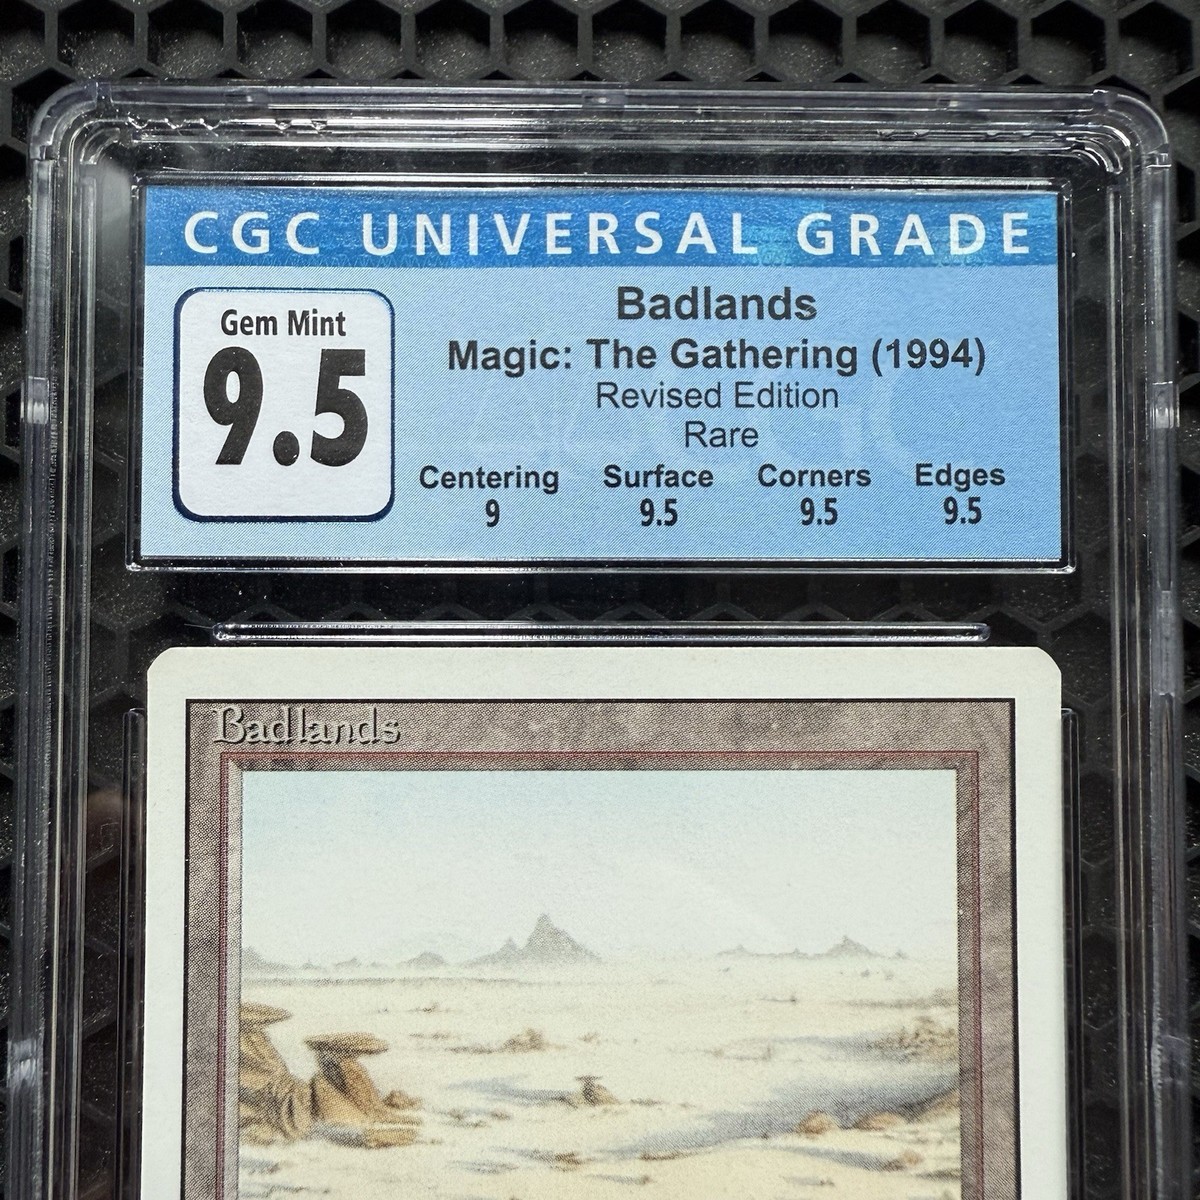 CGC UNIVERSAL GRADE
Gem Mint
9.5
Badlands
Magic: The Gathering (1994)
Revised Edition
Rare
Centering Surface Corners Edges
9 9.5 9.5 9.5
Badlands